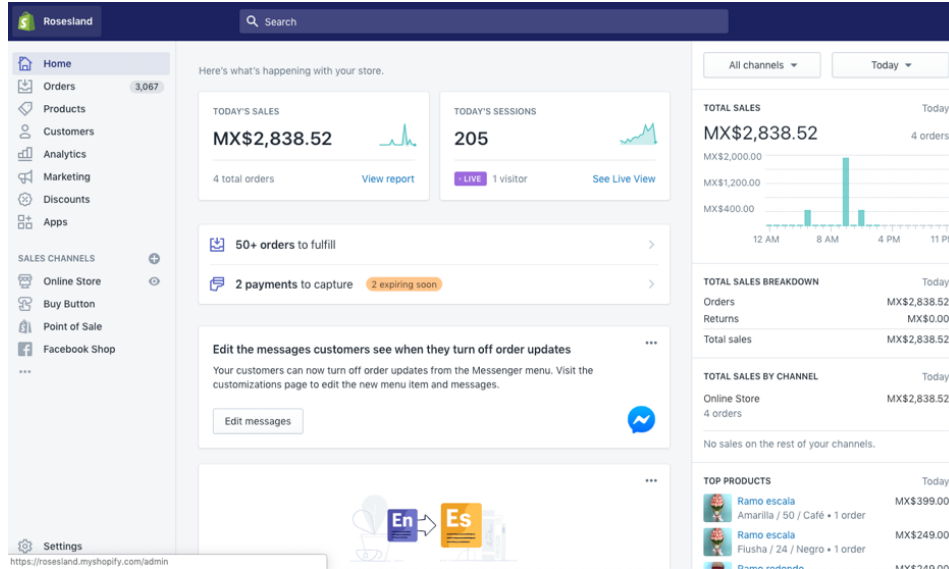 Rosesland
Search
Home
Orders 3,067
Products
Customers
Analytics
Marketing
Discounts
Apps
SALES CHANNELS
Online Store
Buy Button
Point of Sale
Facebook Shop
Settings
https://rosesland.myshopify.com/admin
Here's what's happening with your store.
TODAY'S SALES
MX$2,838.52
4 total orders View report
TODAY'S SESSIONS
205
LIVE 1 visitor See Live View
50+ orders to fulfill
2 payments to capture 2 expiring soon
Edit the messages customers see when they turn off order updates
Your customers can now turn off order updates from the Messenger menu. Visit the
customizations page to edit the new menu item and messages.
Edit messages
En Es
All channels Today
TOTAL SALES Today
MX$2,838.52 4 orders
MX$2,000.00
MX$1,200.00
MX$400.00
12 AM 8 AM 4 PM 11 P
TOTAL SALES BREAKDOWN Today
Orders MX$2,838.52
Returns MX$0.00
Total sales MX$2,838.52
TOTAL SALES BY CHANNEL Today
Online Store MX$2,838.52
4 orders
No sales on the rest of your channels.
TOP PRODUCTS Today
Ramo escala MX$399.00
Amarilla / 50 / Café • 1 order
Ramo escala MX$249.00
Fiusha / 24 / Negro • 1 order
Ramo redondo MX$249.00